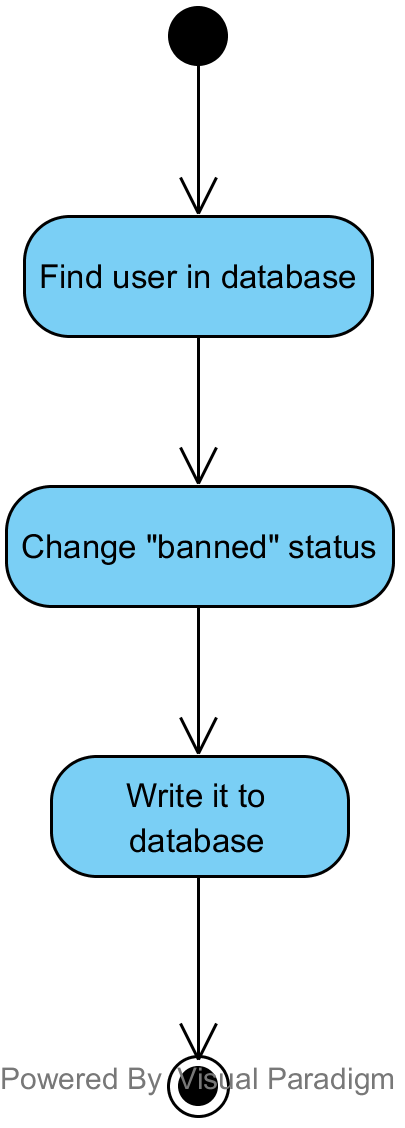 Find user in database
Change "banned" status
Write it to
database
Powered By Visual Paradigm